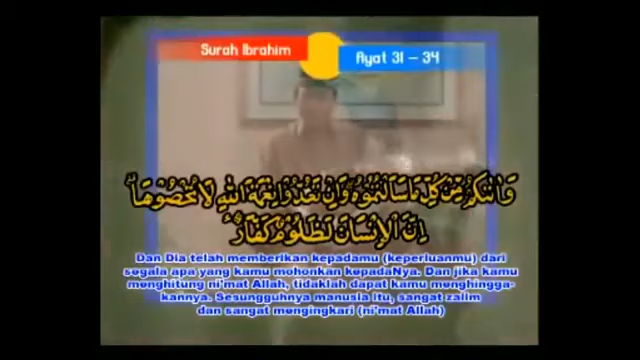 Surah Ibrahim
Ayat 31 - 34
وَآتَاكُم مِّن كُلِّ مَا سَأَلْتُمُوهُ وَإِن تَعُدُّوا نِعْمَةَ اللَّهِ لَا تُحْصُوهَا ۗ
إِنَّ الْإِنسَانَ لَظَلُومٌ كَفَّارٌ
Dan Dia telah memberikan kepadamu (keperluanmu) dari
segala apa yang kamu mohonkan kepadaNya. Dan jika kamu
menghitung ni'mat Allah, tidaklah dapat kamu menghingga-
kannya. Sesungguhnya manusia itu, sangat zalim
dan sangat mengingkari (ni'mat Allah)